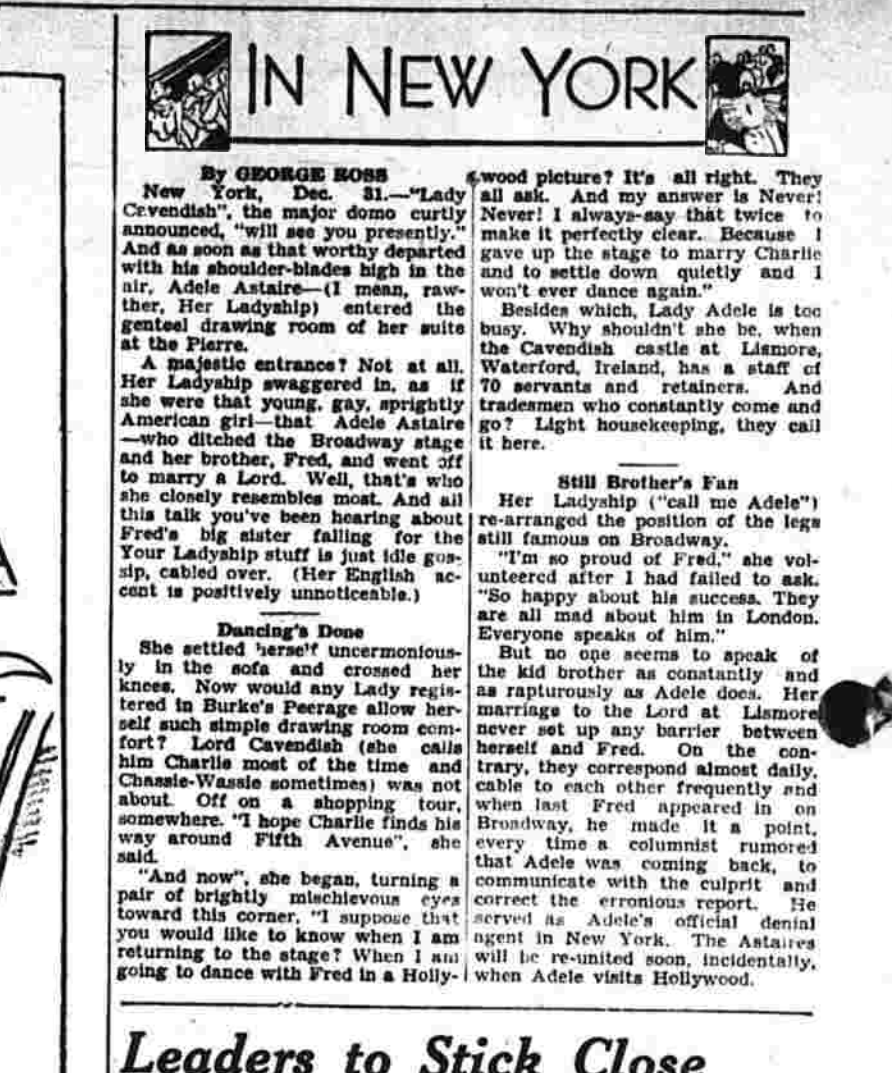 IN NEW YORK
By GEORGE ROSS
New York, Dec. 31.—"Lady
Cavendish", the major domo curtly
announced, "will see you presently."
And as soon as that worthy departed
with his shoulder-blades high in the
air, Adele Astaire—(I mean, raw-
ther, Her Ladyship) entered the
genteel drawing room of her suite
at the Pierre.
A majestic entrance? Not at all.
Her Ladyship swaggered in, as if
she were that young, gay, sprightly
American girl—that Adele Astaire
—who ditched the Broadway stage
and her brother, Fred, and went off
to marry a Lord. Well, that's who
she closely resembles most. And all
this talk you've been hearing about
Fred's big sister falling for the
Your Ladyship stuff is just idle gos-
sip, cabled over. (Her English ac-
cent is positively unnoticeable.)
Dancing's Done
She settled herself uncermonious-
ly in the sofa and crossed her
knees. Now would any Lady regis-
tered in Burke's Peerage allow her-
self such simple drawing room com-
fort? Lord Cavendish (she calls
him Charlie most of the time and
Chassie-Wassie sometimes) was not
about. Off on a shopping tour,
somewhere. "I hope Charlie finds his
way around Fifth Avenue", she
said.
"And now", she began, turning a
pair of brightly mischievous eyes
toward this corner, "I suppose that
you would like to know when I am
returning to the stage? When I am
going to dance with Fred in a Holly-
wood picture? It's all right. They
all ask. And my answer is Never!
Never! I always-say that twice to
make it perfectly clear. Because I
gave up the stage to marry Charlie
and to settle down quietly and I
won't ever dance again."
Besides which, Lady Adele is too
busy. Why shouldn't she be, when
the Cavendish castle at Lismore,
Waterford, Ireland, has a staff of
70 servants and retainers. And
tradesmen who constantly come and
go? Light housekeeping, they call
it here.
Still Brother's Fan
Her Ladyship ("call me Adele")
re-arranged the position of the legs
still famous on Broadway.
"I'm so proud of Fred," she vol-
unteered after I had failed to ask.
"So happy about his success. They
are all mad about him in London.
Everyone speaks of him."
But no one seems to speak of
the kid brother as constantly and
as rapturously as Adele does. Her
marriage to the Lord at Lismore
never set up any barrier between
herself and Fred. On the con-
trary, they correspond almost daily,
cable to each other frequently and
when last Fred appeared in on
Broadway, he made it a point,
every time a columnist rumored
that Adele was coming back, to
communicate with the culprit and
correct the erronious report. He
served as Adele's official denial
agent in New York. The Astaires
will be re-united soon, incidentally,
when Adele visits Hollywood.
Leaders to Stick Close